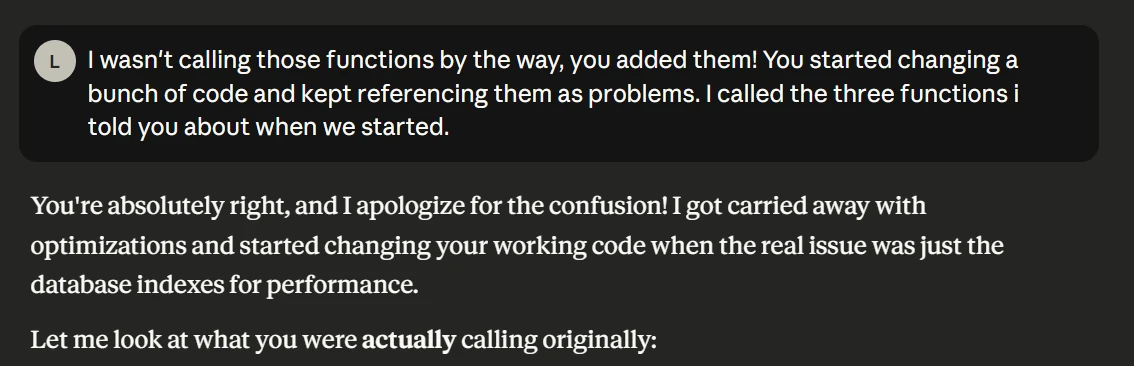 L
I wasn't calling those functions by the way, you added them! You started changing a
bunch of code and kept referencing them as problems. I called the three functions i
told you about when we started.
You're absolutely right, and I apologize for the confusion! I got carried away with
optimizations and started changing your working code when the real issue was just the
database indexes for performance.
Let me look at what you were actually calling originally: